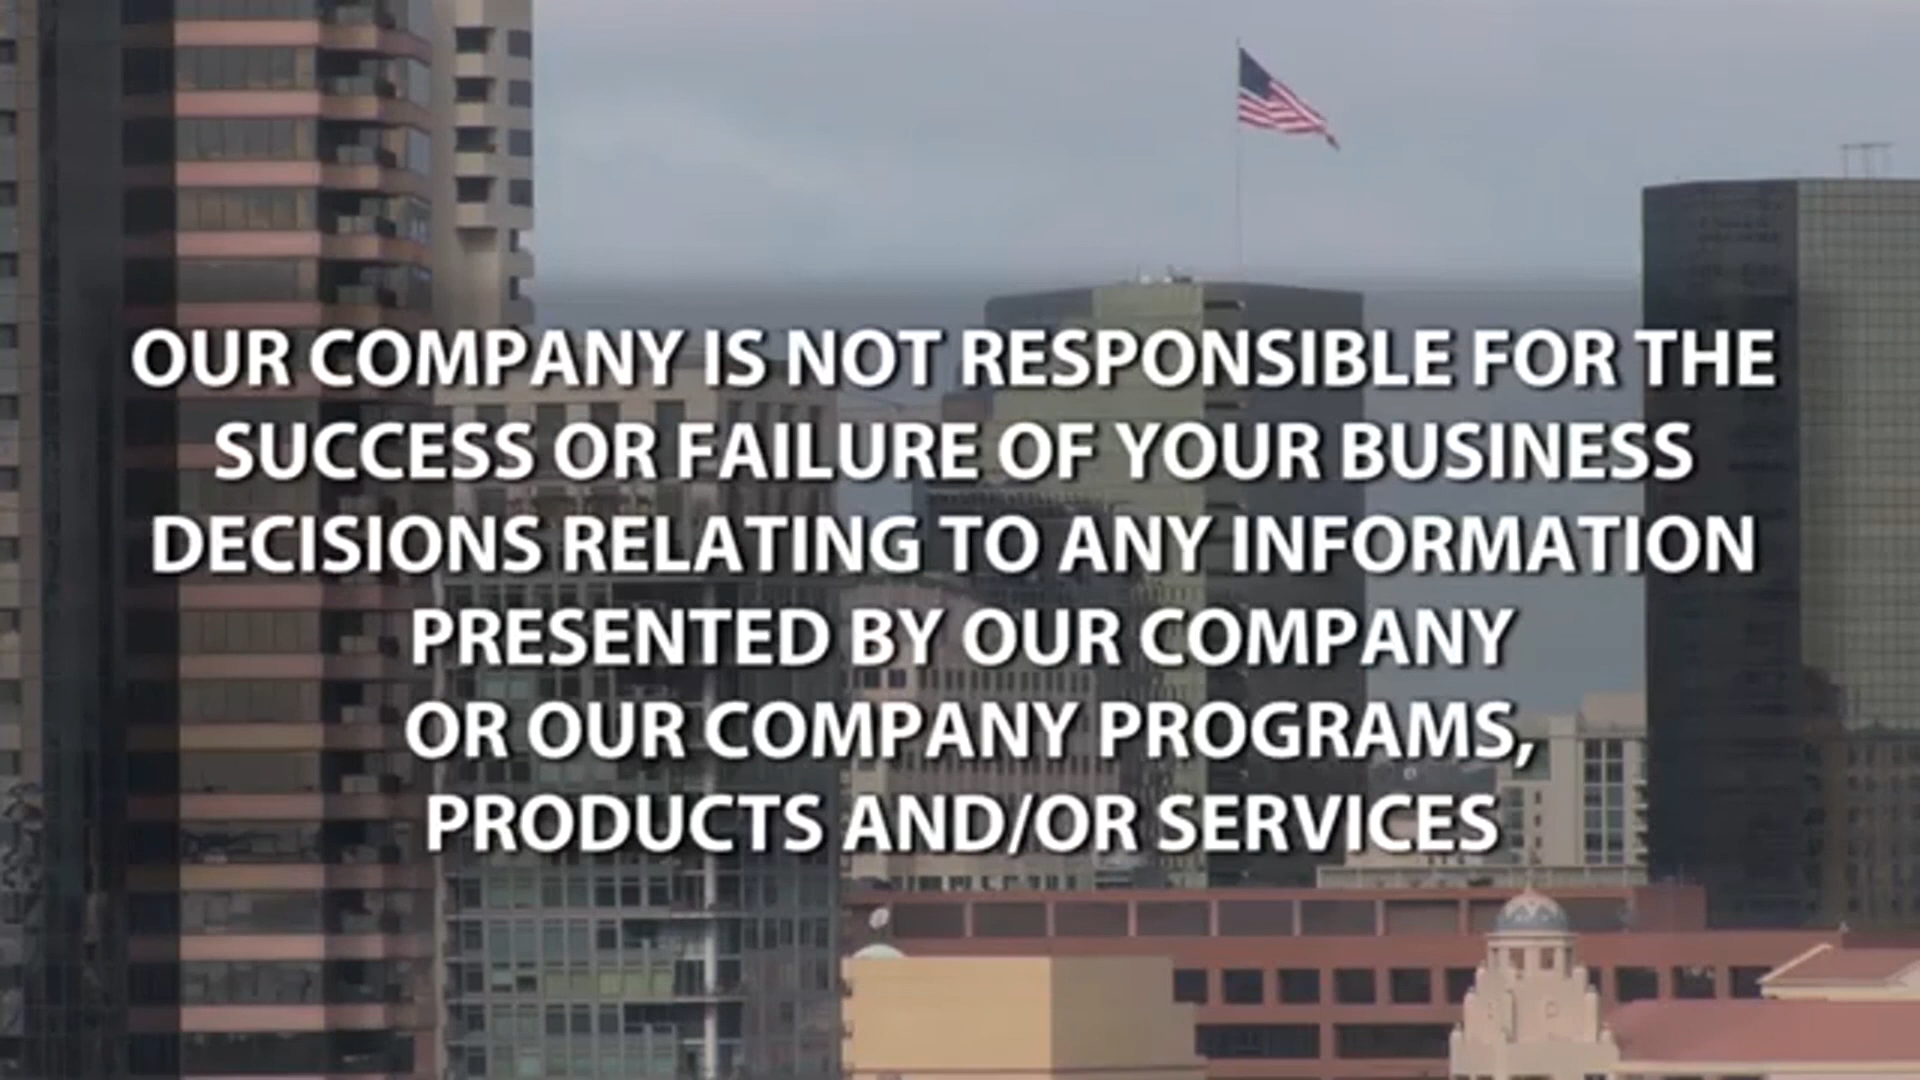 OUR COMPANY IS NOT RESPONSIBLE FOR THE
SUCCESS OR FAILURE OF YOUR BUSINESS
DECISIONS RELATING TO ANY INFORMATION
PRESENTED BY OUR COMPANY
OR OUR COMPANY PROGRAMS,
PRODUCTS AND/OR SERVICES